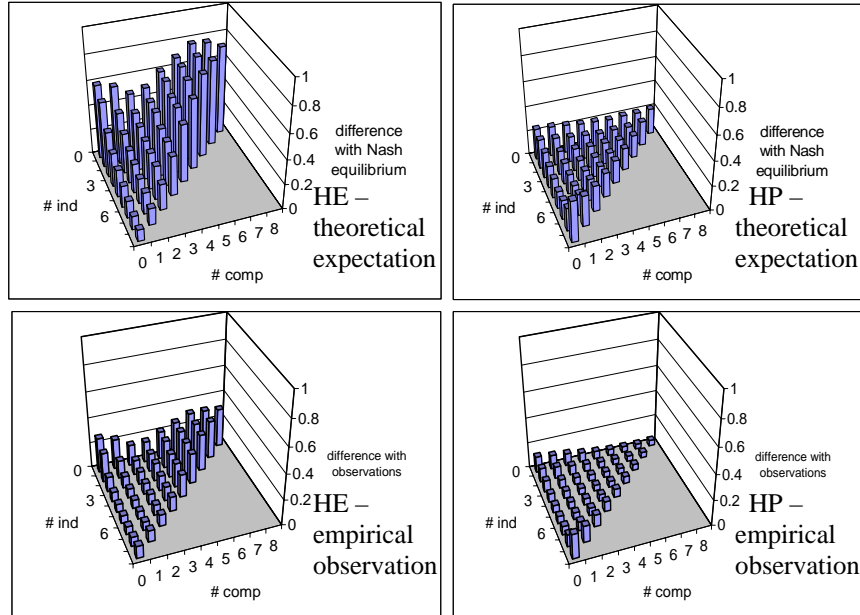 1
0.8
0.6
0.4
0.2
0
difference
with Nash
equilibrium
HE –
theoretical
expectation
0
3
6
# ind
0 1 2 3 4 5 6 7 8
# comp
1
0.8
0.6
0.4
0.2
0
difference
with Nash
equilibrium
HP –
theoretical
expectation
0
3
6
# ind
0 1 2 3 4 5 6 7 8
# comp
1
0.8
0.6
0.4
0.2
0
difference with
observations
HE –
empirical
observation
0
3
6
# ind
0 1 2 3 4 5 6 7 8
# comp
1
0.8
0.6
0.4
0.2
0
difference with
observations
HP –
empirical
observation
0
3
6
# ind
0 1 2 3 4 5 6 7 8
# comp